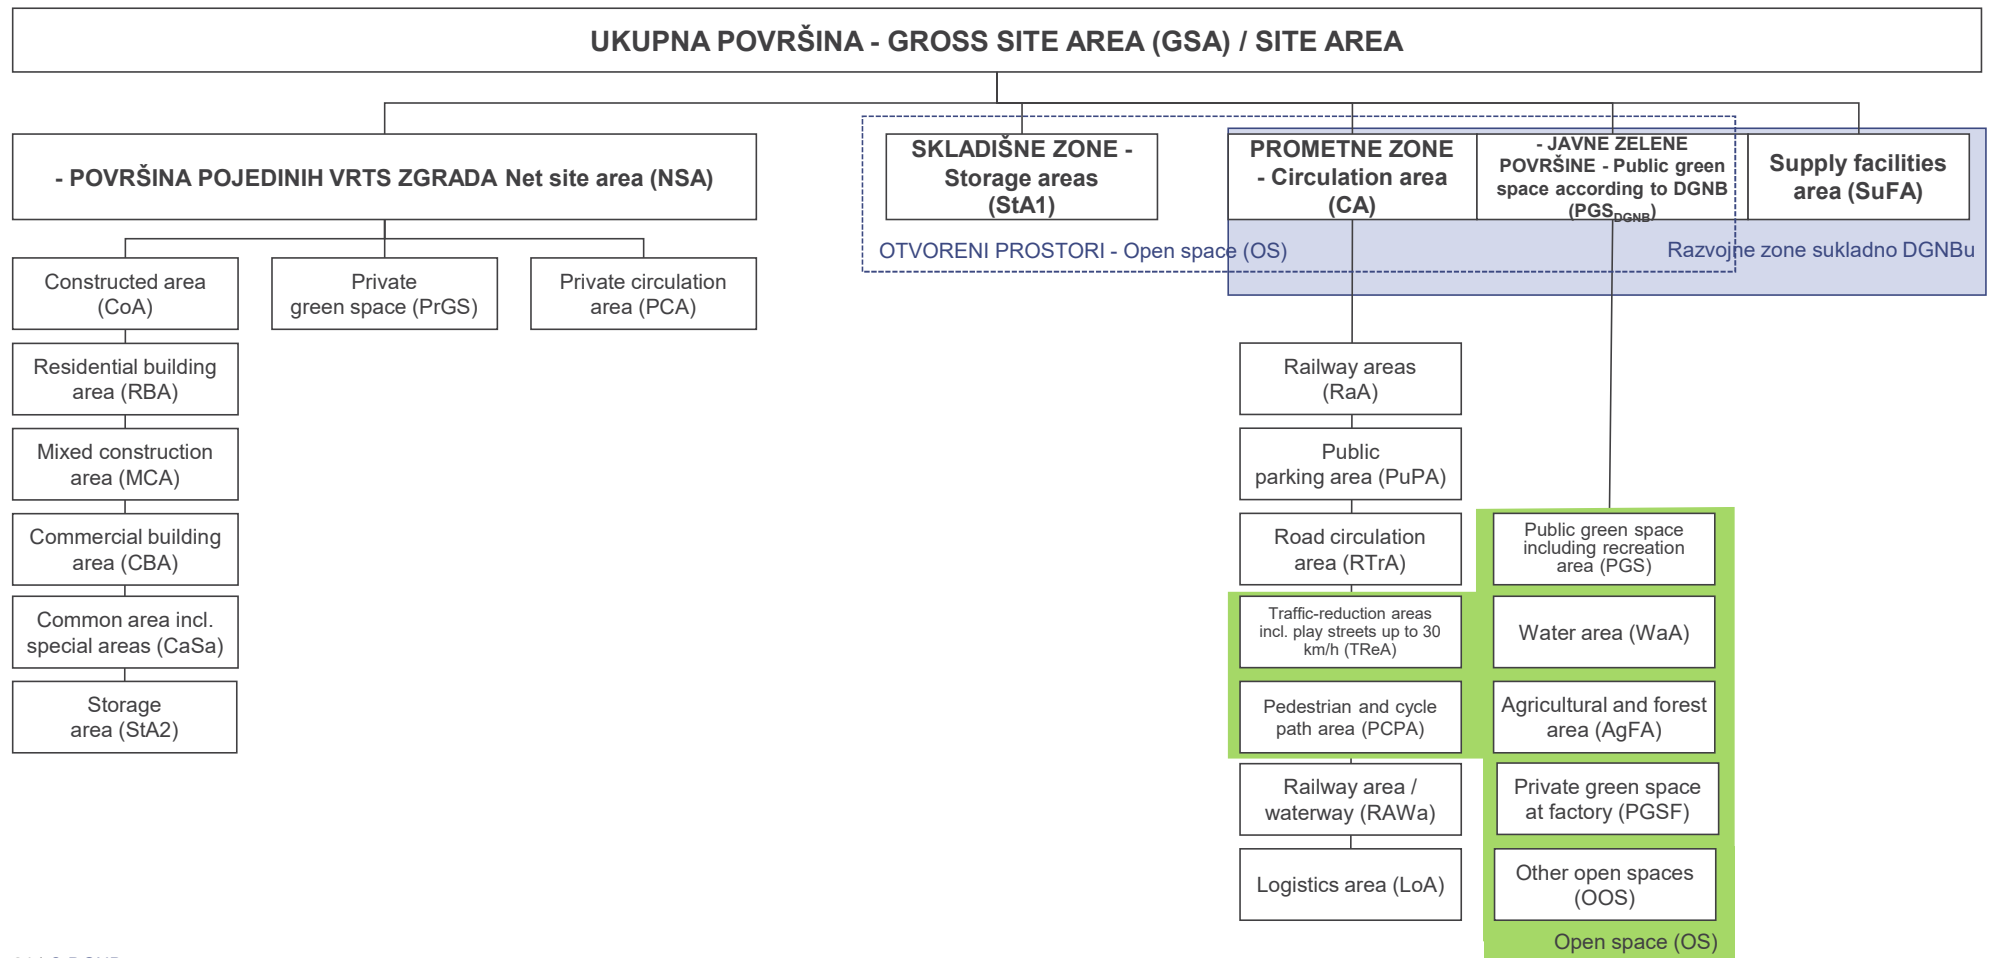 UKUPNA POVRŠINA - GROSS SITE AREA (GSA) / SITE AREA
- POVRŠINA POJEDINIH VRTS ZGRADA Net site area (NSA)
SKLADIŠNE ZONE -
Storage areas
(StA1)
PROMETNE ZONE
- Circulation area
(CA)
- JAVNE ZELENE
POVRŠINE - Public green
space according to DGNB
(PGSDGNB)
Supply facilities
area (SuFA)
OTVORENI PROSTORI - Open space (OS)
Razvojne zone sukladno DGNBu
Constructed area
(CoA)
Private
green space (PrGS)
Private circulation
area (PCA)
Residential building
area (RBA)
Mixed construction
area (MCA)
Commercial building
area (CBA)
Common area incl.
special areas (CaSa)
Storage
area (StA2)
Railway areas
(RaA)
Public
parking area (PuPA)
Road circulation
area (RTrA)
Traffic-reduction areas
incl. play streets up to 30
km/h (TReA)
Pedestrian and cycle
path area (PCPA)
Railway area /
waterway (RAWa)
Logistics area (LoA)
Public green space
including recreation
area (PGS)
Water area (WaA)
Agricultural and forest
area (AgFA)
Private green space
at factory (PGSF)
Other open spaces
(OOS)
Open space (OS)